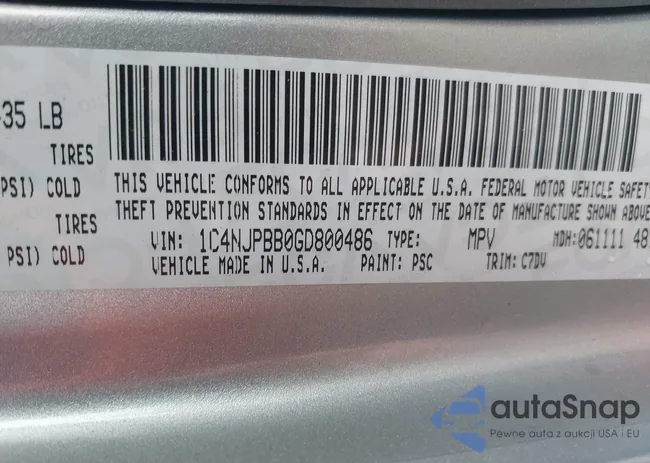 35 LB
TIRES
PSI) COLD
TIRES
PSI) COLD
THIS VEHICLE CONFORMS TO ALL APPLICABLE U.S.A. FEDERAL MOTOR VEHICLE SAFETY
THEFT PREVENTION STANDARDS IN EFFECT ON THE DATE OF MANUFACTURE SHOWN ABOVE
VIN: 1C4NJPBB0GD800486 TYPE: MPV MDH:061111 48
VEHICLE MADE IN U.S.A. PAINT: PSC TRIM: C7DV
autaSnap
Pewne auta z aukcji USA i EU